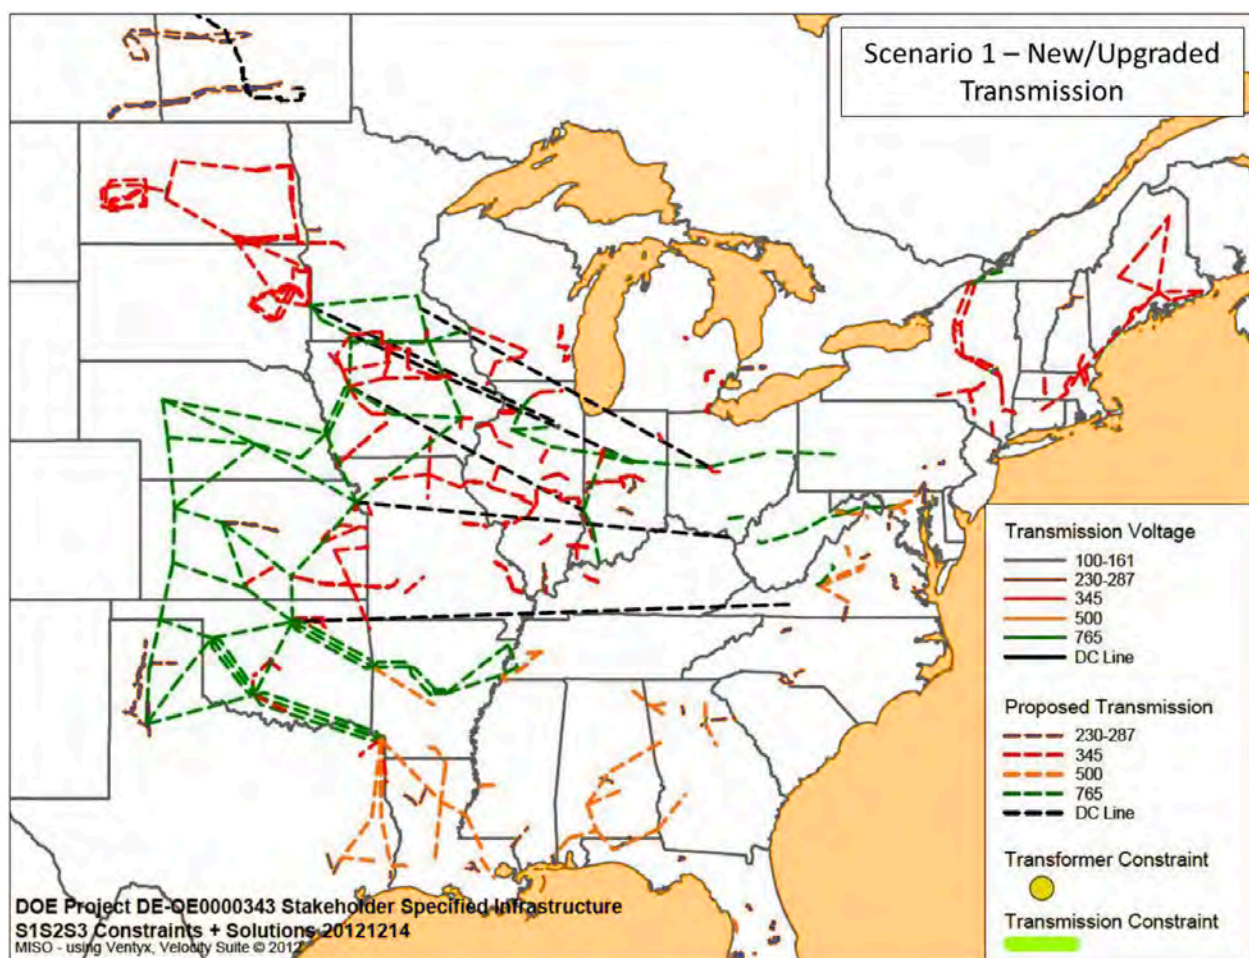 Scenario 1 – New/Upgraded
Transmission
Transmission Voltage
100-161
230-287
345
500
765
DC Line
Proposed Transmission
230-287
345
500
765
DC Line
Transformer Constraint
Transmission Constraint
DOE Project DE-OE0000343 Stakeholder Specified Infrastructure
S1S2S3 Constraints + Solutions 20121214
MISO - using Ventyx, Velocity Suite © 2012